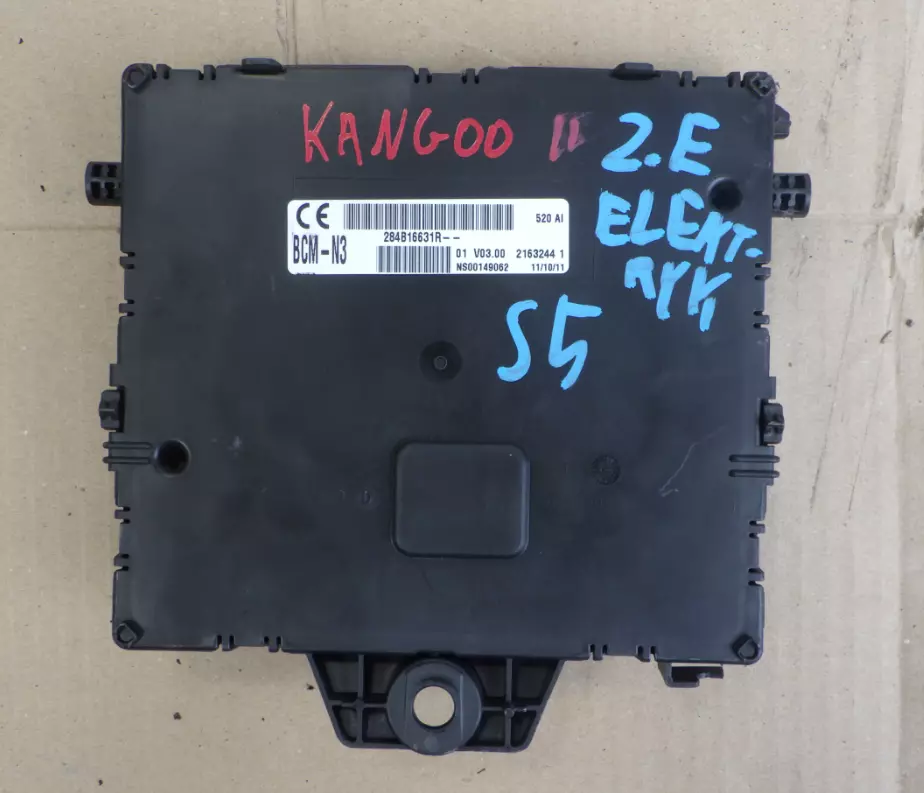 KANGOO II
Z.E
ELEKT-
RYK
S5
CE
520 AI
284B16631R--
BCM-N3
01 V03.00 2163244 1
NS00149062 11/10/11